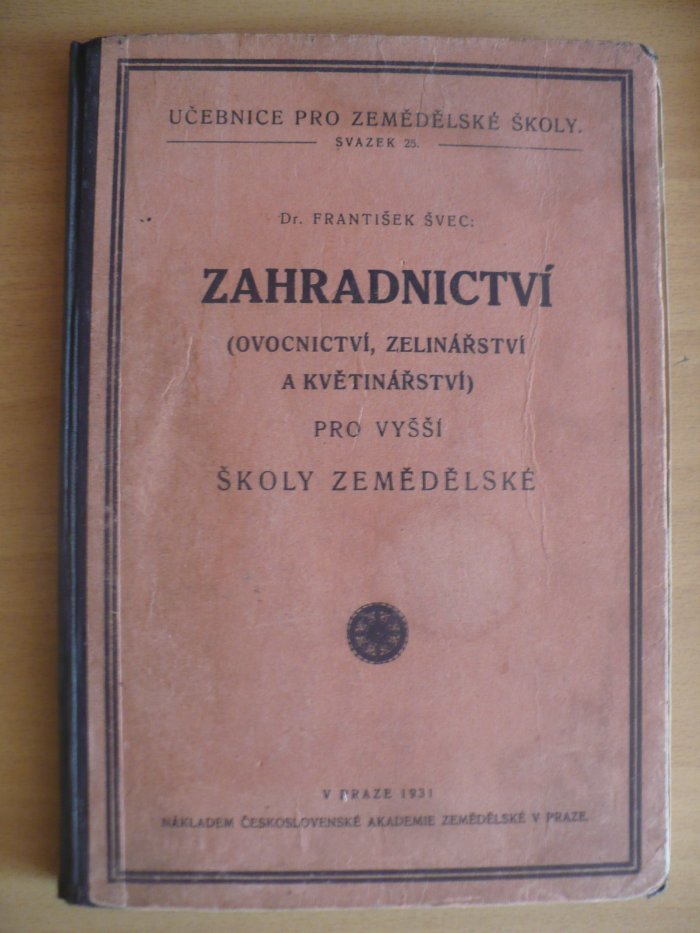 UČEBNICE PRO ZEMĚDĚLSKÉ ŠKOLY.
SVAZEK 25.
Dr. FRANTIŠEK ŠVEC:
ZAHRADNICTVÍ
(OVOCNICTVÍ, ZELINÁŘSTVÍ
A KVĚTINÁŘSTVÍ)
PRO VYŠŠÍ
ŠKOLY ZEMĚDĚLSKÉ
V PRAZE 1931
NÁKLADEM ČESKOSLOVENSKÉ AKADEMIE ZEMĚDĚLSKÉ V PRAZE.